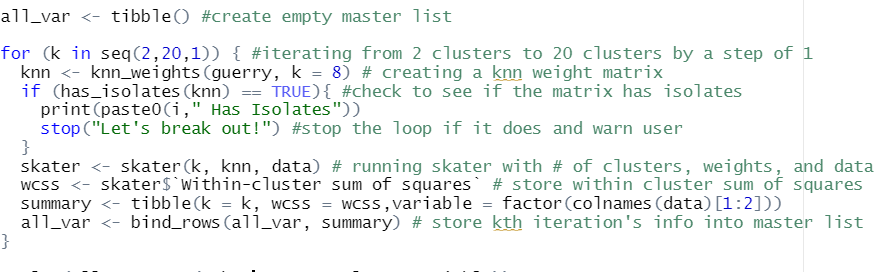 all_var <- tibble() #create empty master list
for (k in seq(2,20,1)) { #iterating from 2 clusters to 20 clusters by a step of 1
knn <- knn_weights(guerry, k = 8) # creating a knn weight matrix
if (has_isolates(knn) == TRUE){ #check to see if the matrix has isolates
print(paste0(i," Has Isolates"))
stop("Let's break out!") #stop the loop if it does and warn user
}
skater <- skater(k, knn, data) # running skater with # of clusters, weights, and data
wcss <- skater$`Within-cluster sum of squares` # store within cluster sum of squares
summary <- tibble(k = k, wcss = wcss,variable = factor(colnames(data)[1:2]))
all_var <- bind_rows(all_var, summary) # store kth iteration's info into master list
}